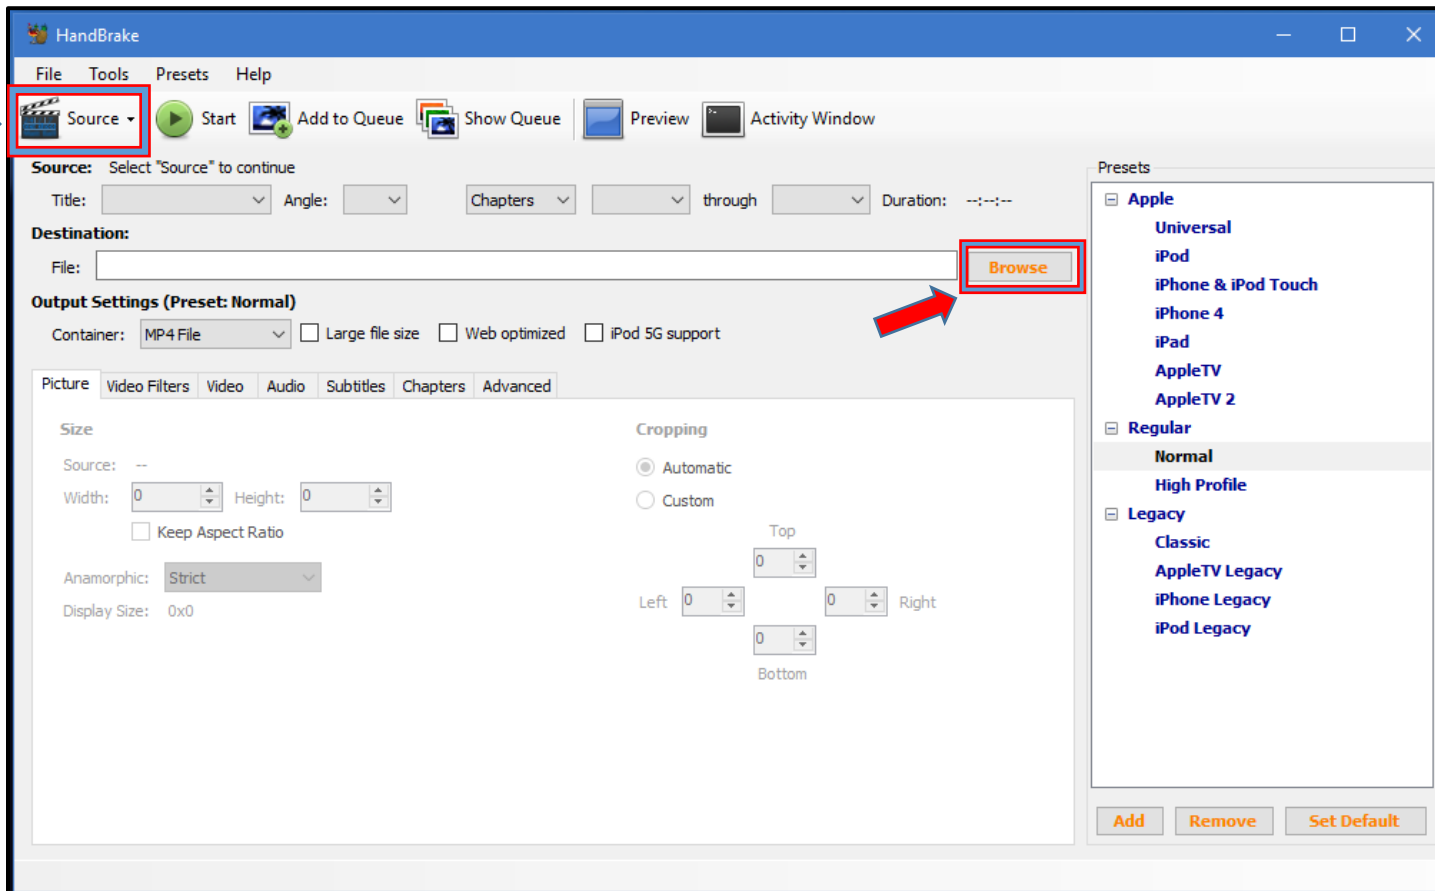 HandBrake
File Tools Presets Help
Source Start Add to Queue Show Queue Preview Activity Window
Source: Select "Source" to continue
Title: Angle: Chapters through Duration: --:--:--
Destination:
File: Browse
Output Settings (Preset: Normal)
Container: MP4 File Large file size Web optimized iPod 5G support
Picture Video Filters Video Audio Subtitles Chapters Advanced
Size
Source: --
Width: 0 Height: 0
Keep Aspect Ratio
Anamorphic: Strict
Display Size: 0x0
Cropping
Automatic
Custom
Top
0
Left 0 0 Right
0
Bottom
Presets
Apple
Universal
iPod
iPhone & iPod Touch
iPhone 4
iPad
AppleTV
AppleTV 2
Regular
Normal
High Profile
Legacy
Classic
AppleTV Legacy
iPhone Legacy
iPod Legacy
Add Remove Set Default